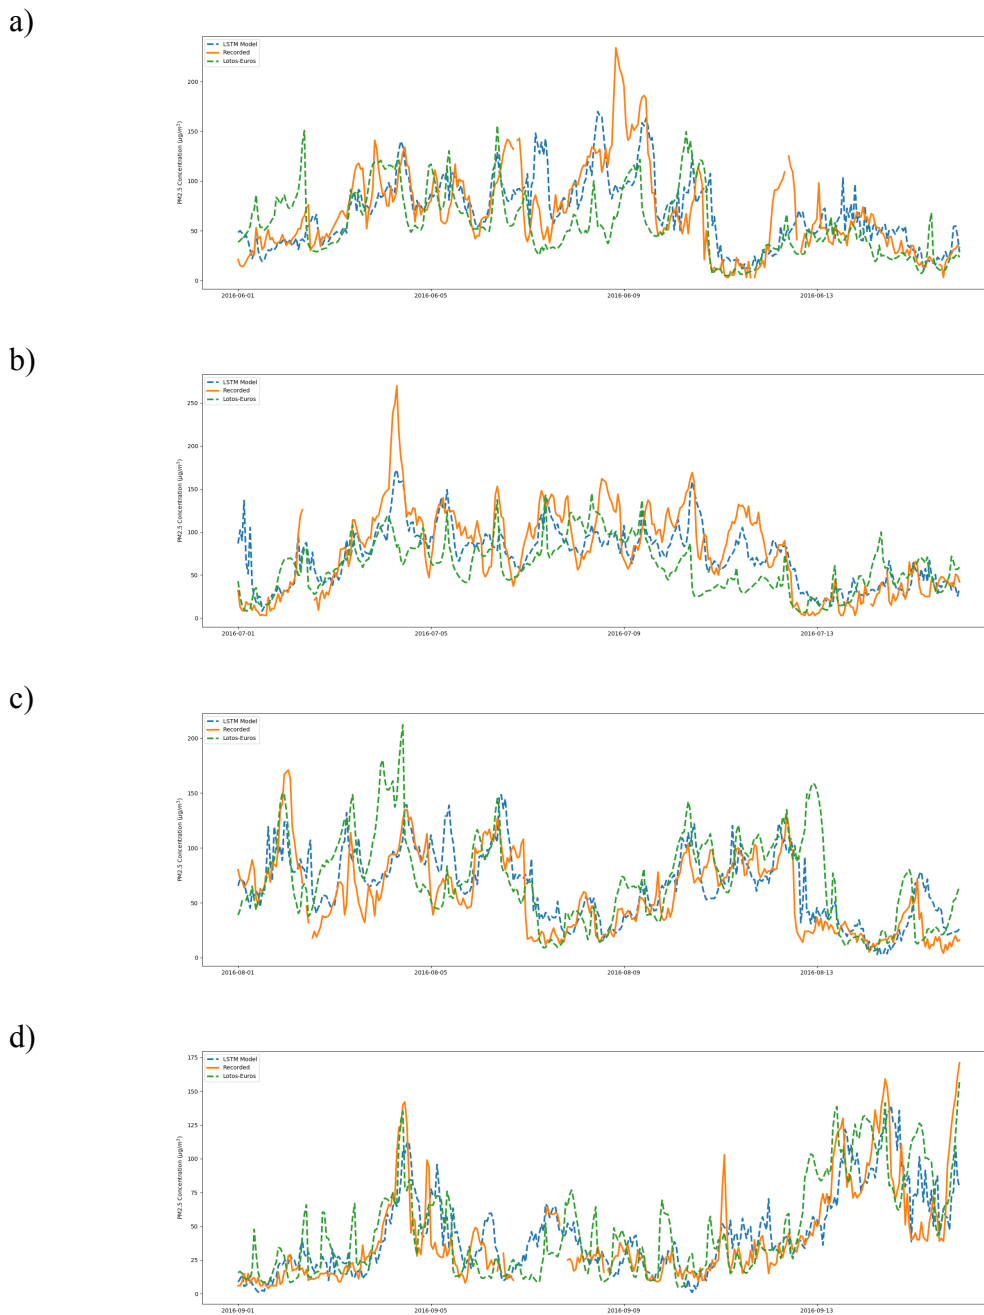 a)
LSTM Model
Recorded
Lotos-Euros
PM2.5 Concentration (μg/m³)
200
150
100
50
0
2016-06-01
2016-06-05
2016-06-09
2016-06-13
b)
LSTM Model
Recorded
Lotos-Euros
PM2.5 Concentration (μg/m³)
250
200
150
100
50
0
2016-07-01
2016-07-05
2016-07-09
2016-07-13
c)
LSTM Model
Recorded
Lotos-Euros
PM2.5 Concentration (μg/m³)
200
150
100
50
0
2016-08-01
2016-08-05
2016-08-09
2016-08-13
d)
LSTM Model
Recorded
Lotos-Euros
PM2.5 Concentration (μg/m³)
175
150
125
100
75
50
25
0
2016-09-01
2016-09-05
2016-09-09
2016-09-13